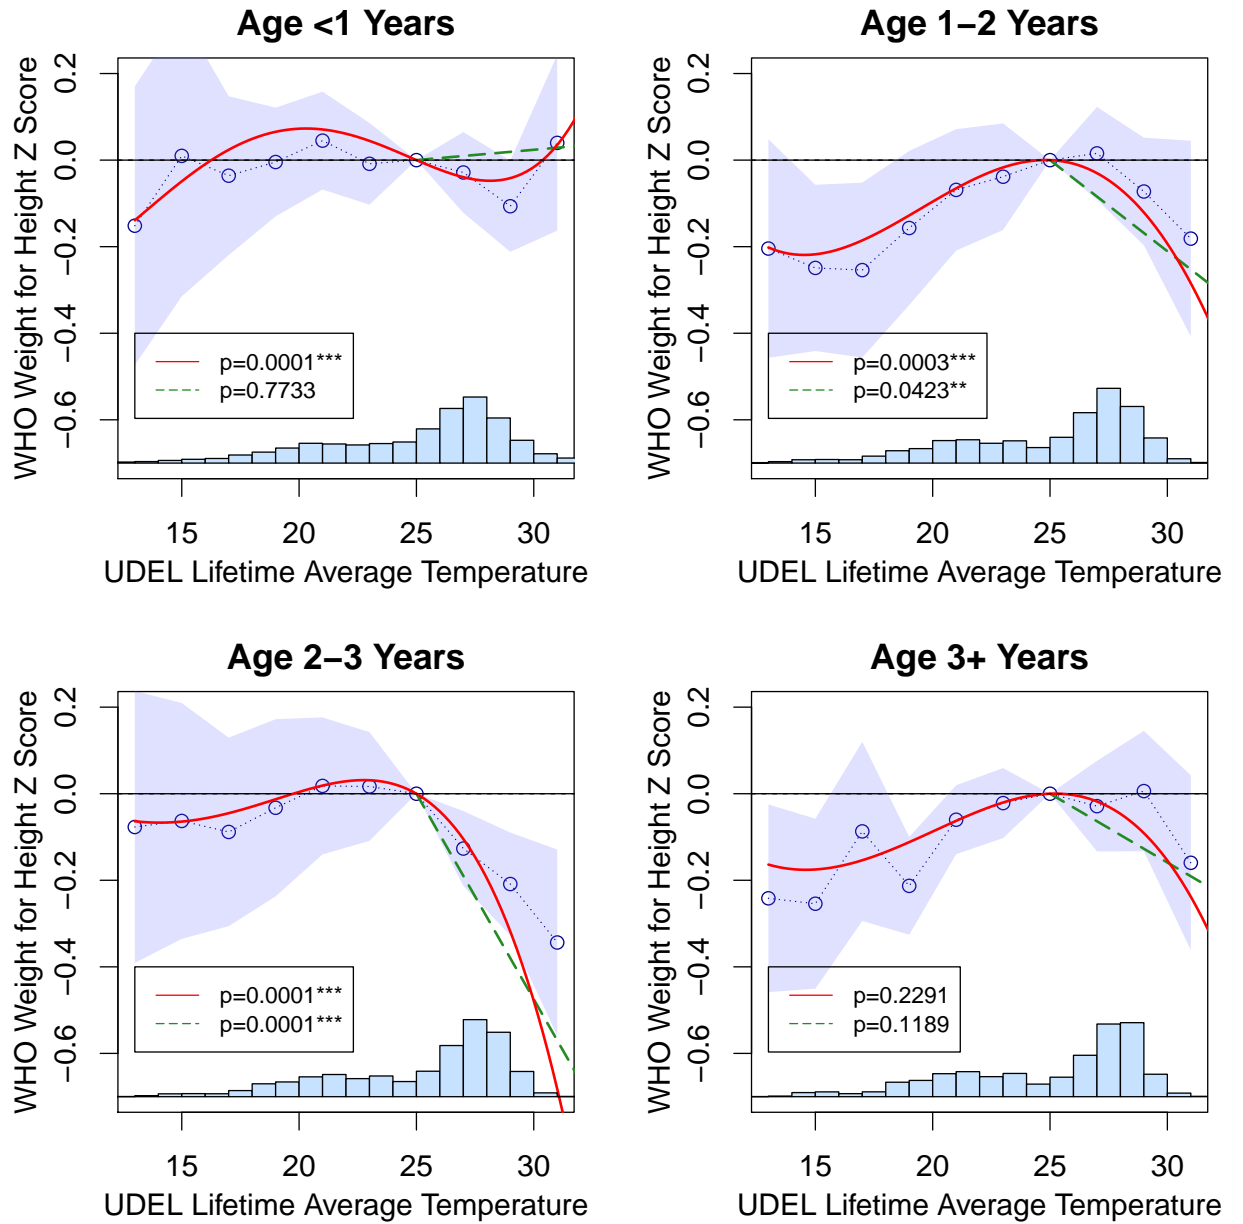 Age <1 Years
WHO Weight for Height Z Score
0.2
0.0
−0.2
−0.4
−0.6
p=0.0001***
p=0.7733
15 20 25 30
UDEL Lifetime Average Temperature
Age 1−2 Years
WHO Weight for Height Z Score
0.2
0.0
−0.2
−0.4
−0.6
p=0.0003***
p=0.0423**
15 20 25 30
UDEL Lifetime Average Temperature
Age 2−3 Years
WHO Weight for Height Z Score
0.2
0.0
−0.2
−0.4
−0.6
p=0.0001***
p=0.0001***
15 20 25 30
UDEL Lifetime Average Temperature
Age 3+ Years
WHO Weight for Height Z Score
0.2
0.0
−0.2
−0.4
−0.6
p=0.2291
p=0.1189
15 20 25 30
UDEL Lifetime Average Temperature